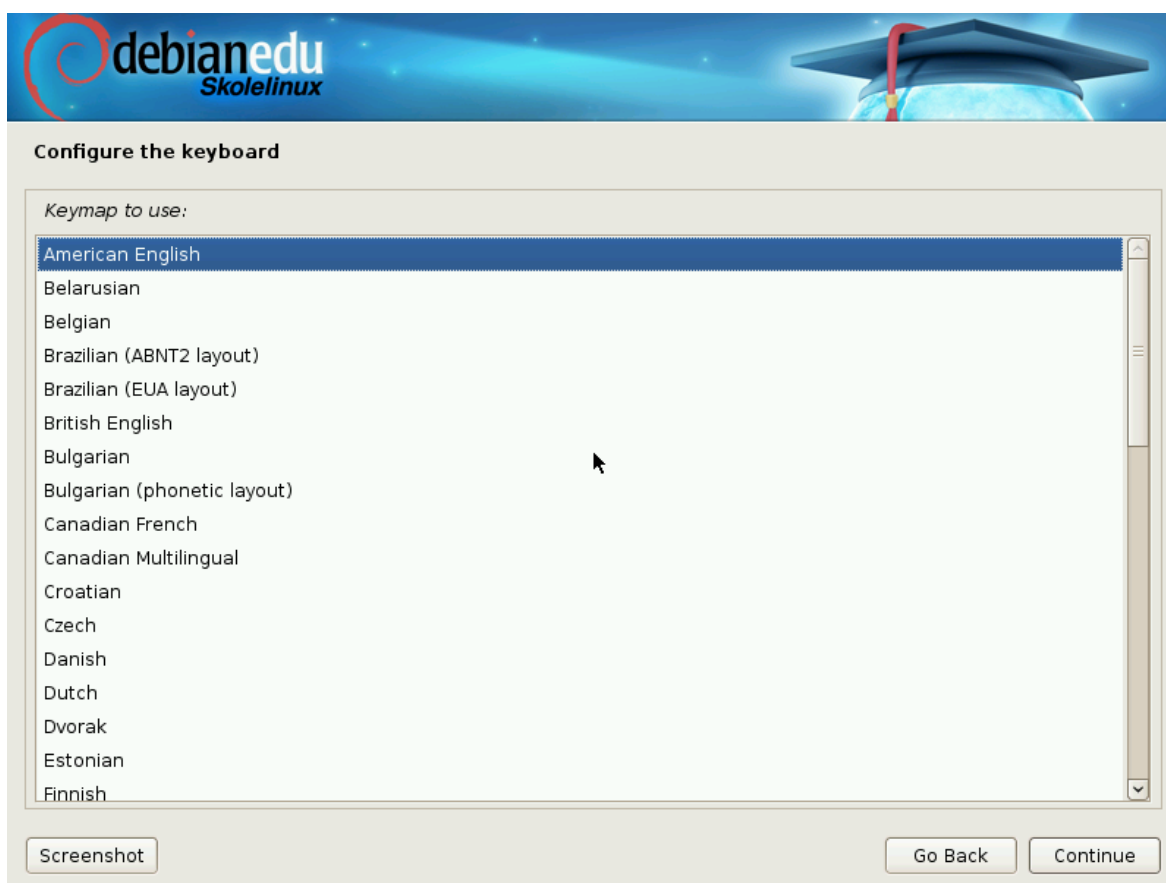 debianedu
Skolelinux
Configure the keyboard
Keymap to use:
American English
Belarusian
Belgian
Brazilian (ABNT2 layout)
Brazilian (EUA layout)
British English
Bulgarian
Bulgarian (phonetic layout)
Canadian French
Canadian Multilingual
Croatian
Czech
Danish
Dutch
Dvorak
Estonian
Finnish
Screenshot Go Back Continue